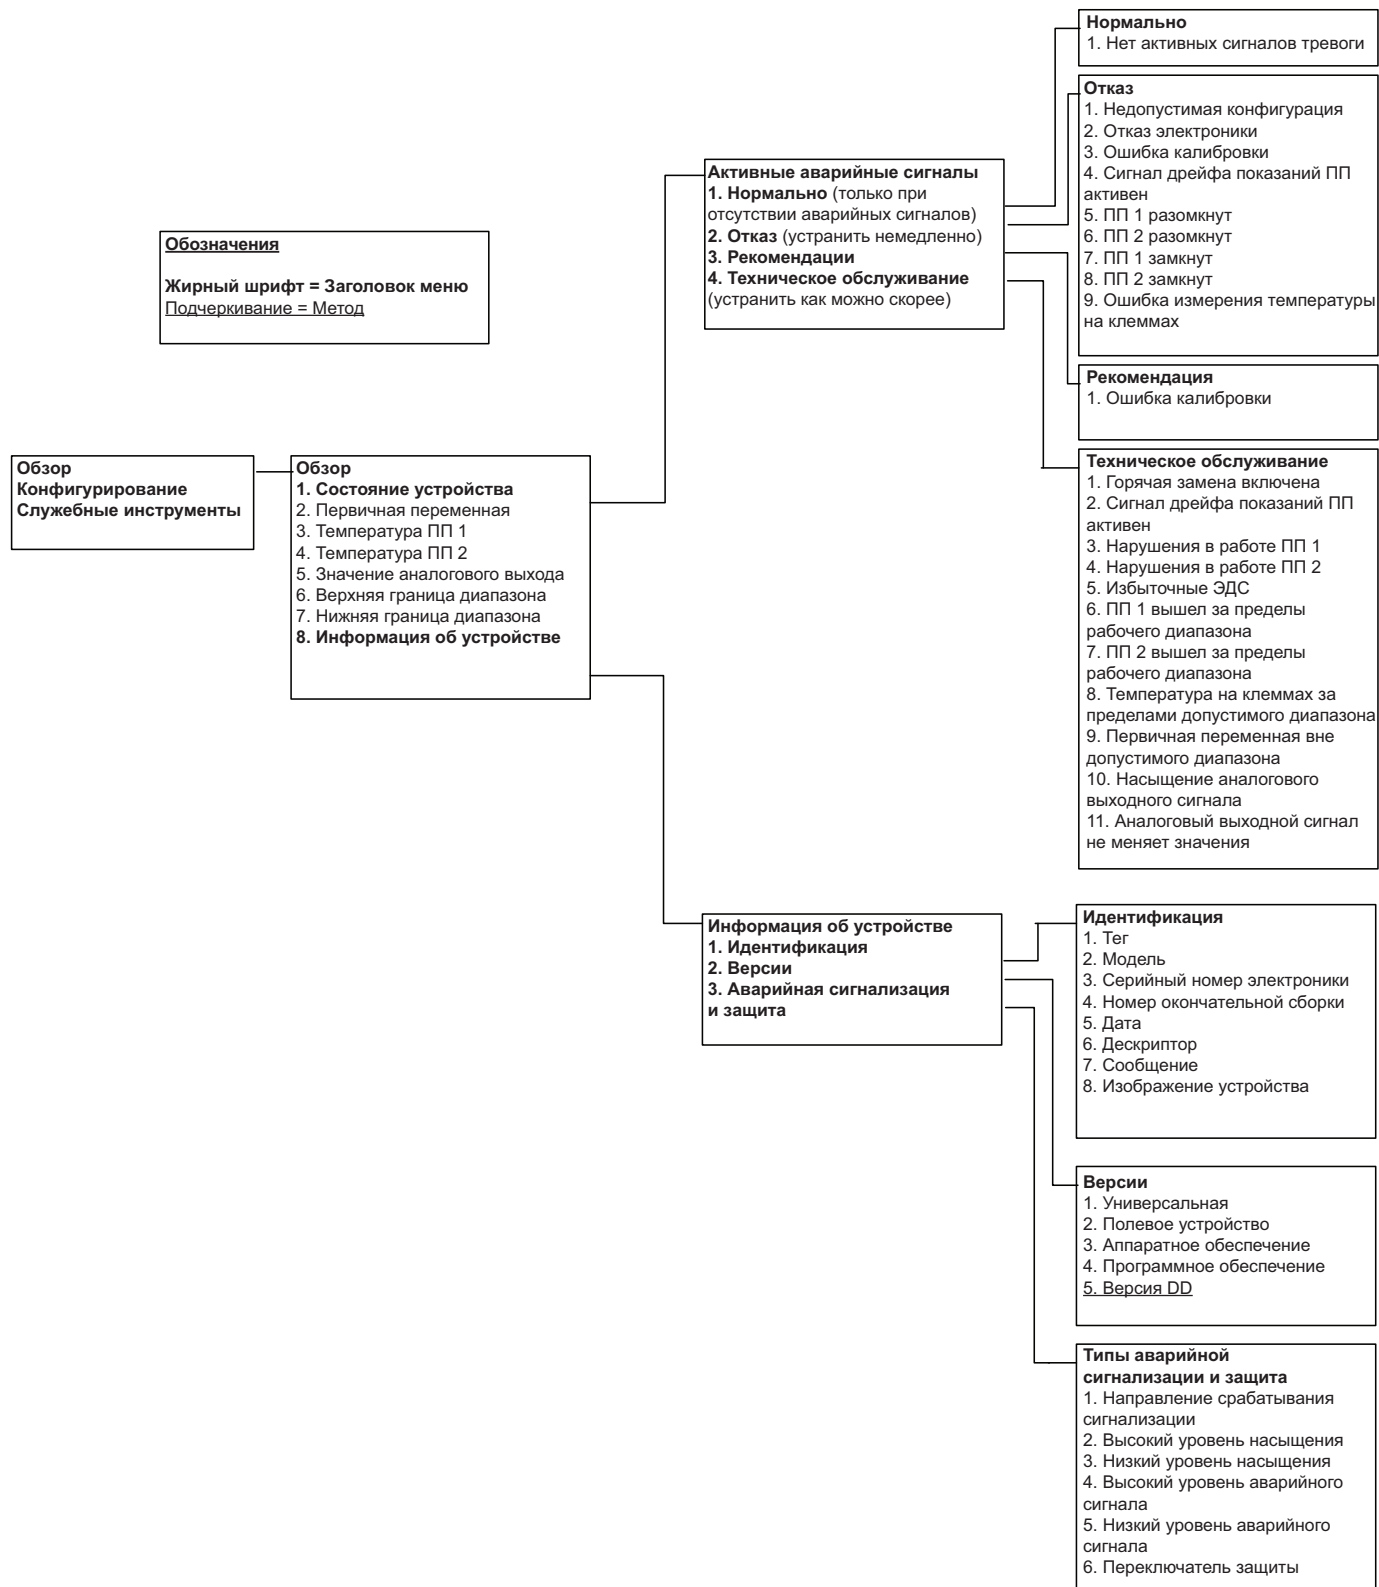 Нормально
1. Нет активных сигналов тревоги
Отказ
1. Недопустимая конфигурация
2. Отказ электроники
3. Ошибка калибровки
4. Сигнал дрейфа показаний ПП
активен
5. ПП 1 разомкнут
6. ПП 2 разомкнут
7. ПП 1 замкнут
8. ПП 2 замкнут
9. Ошибка измерения температуры
на клеммах
Активные аварийные сигналы
1. Нормально (только при
отсутствии аварийных сигналов)
2. Отказ (устранить немедленно)
3. Рекомендации
4. Техническое обслуживание
(устранить как можно скорее)
Обозначения
Жирный шрифт = Заголовок меню
Подчеркивание = Метод
Рекомендация
1. Ошибка калибровки
Обзор
Конфигурирование
Служебные инструменты
Обзор
1. Состояние устройства
2. Первичная переменная
3. Температура ПП 1
4. Температура ПП 2
5. Значение аналогового выхода
6. Верхняя граница диапазона
7. Нижняя граница диапазона
8. Информация об устройстве
Техническое обслуживание
1. Горячая замена включена
2. Сигнал дрейфа показаний ПП
активен
3. Нарушения в работе ПП 1
4. Нарушения в работе ПП 2
5. Избыточные ЭДС
6. ПП 1 вышел за пределы
рабочего диапазона
7. ПП 2 вышел за пределы
рабочего диапазона
8. Температура на клеммах за
пределами допустимого диапазона
9. Первичная переменная вне
допустимого диапазона
10. Насыщение аналогового
выходного сигнала
11. Аналоговый выходной сигнал
не меняет значения
Информация об устройстве
1. Идентификация
2. Версии
3. Аварийная сигнализация
и защита
Идентификация
1. Тег
2. Модель
3. Серийный номер электроники
4. Номер окончательной сборки
5. Дата
6. Дескриптор
7. Сообщение
8. Изображение устройства
Версии
1. Универсальная
2. Полевое устройство
3. Аппаратное обеспечение
4. Программное обеспечение
5. Версия DD
Типы аварийной
сигнализации и защита
1. Направление срабатывания
сигнализации
2. Высокий уровень насыщения
3. Низкий уровень насыщения
4. Высокий уровень аварийного
сигнала
5. Низкий уровень аварийного
сигнала
6. Переключатель защиты